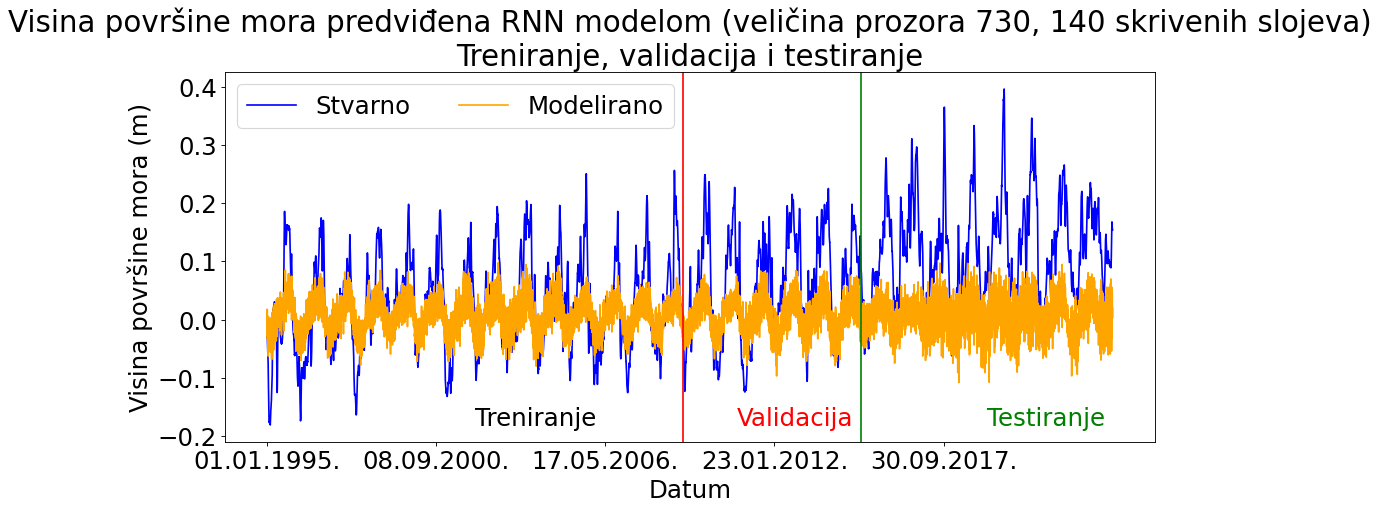 Visina površine mora predviđena RNN modelom (veličina prozora 730, 140 skrivenih slojeva)
Treniranje, validacija i testiranje
Stvarno
Modelirano
Visina površine mora (m)
0.4
0.3
0.2
0.1
0.0
−0.1
−0.2
Treniranje
Validacija
Testiranje
01.01.1995.
08.09.2000.
17.05.2006.
23.01.2012.
30.09.2017.
Datum